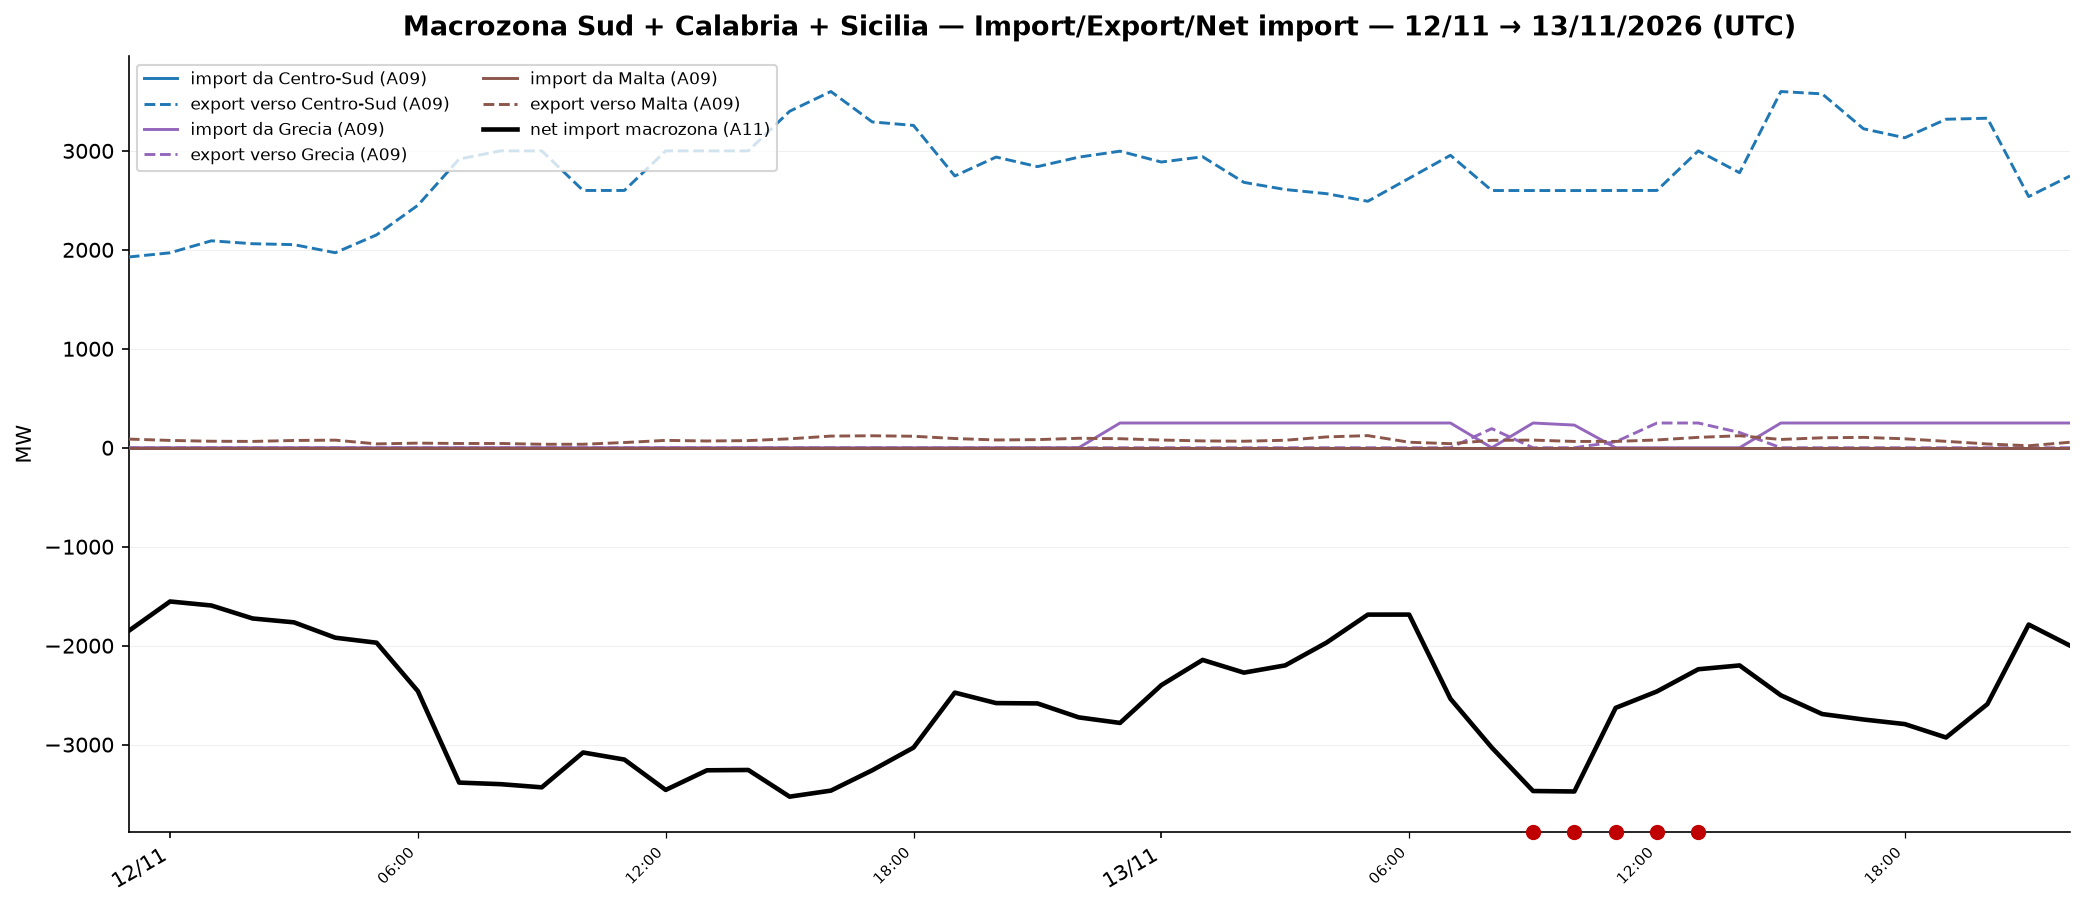 Macrozona Sud + Calabria + Sicilia — Import/Export/Net import — 12/11 → 13/11/2026 (UTC)
import da Centro-Sud (A09)
export verso Centro-Sud (A09)
import da Grecia (A09)
export verso Grecia (A09)
import da Malta (A09)
export verso Malta (A09)
net import macrozona (A11)
MW
3000
2000
1000
0
−1000
−2000
−3000
12/11
06:00
12:00
18:00
13/11
06:00
12:00
18:00